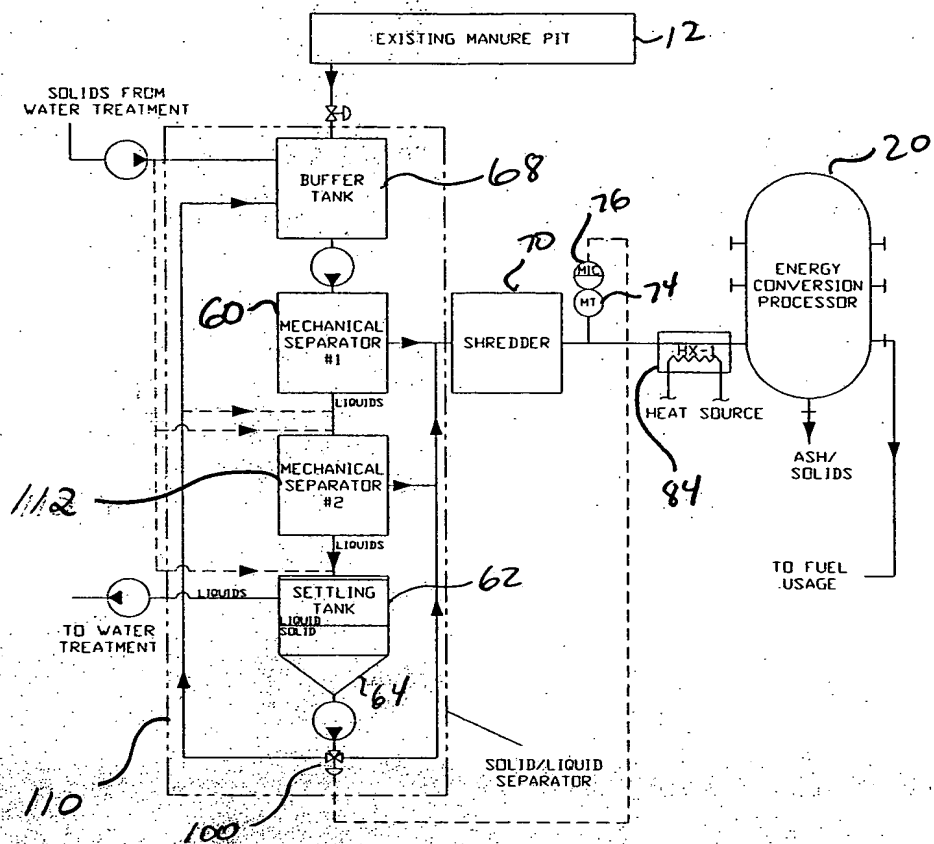 EXISTING MANURE PIT
12
SOLIDS FROM
WATER TREATMENT
BUFFER
TANK
68
20
76
MIC
70
74
MT
60
MECHANICAL
SEPARATOR
#1
SHREDDER
ENERGY
CONVERSION
PROCESSOR
HX-1
LIQUIDS
HEAT SOURCE
84
ASH/
SOLIDS
112
MECHANICAL
SEPARATOR
#2
LIQUIDS
62
SETTLING
TANK
LIQUIDS
LIQUID
SOLID
TO WATER
TREATMENT
TO FUEL
USAGE
64
SOLID/LIQUID
SEPARATOR
110
100